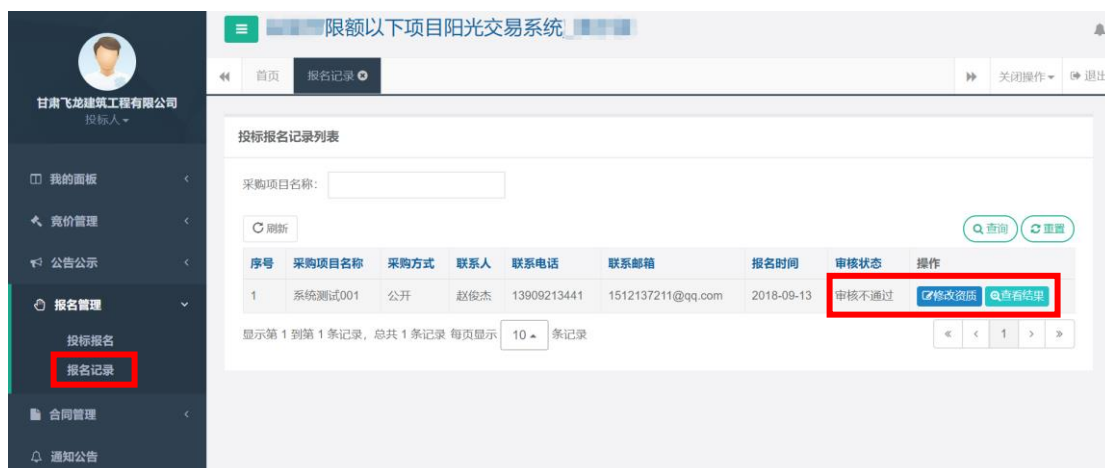 限额以下项目阳光交易系统
首页 报名记录 关闭操作 退出
甘肃飞龙建筑工程有限公司
投标人
投标报名记录列表
我的面板
采购项目名称:
竞价管理
刷新 查询 重置
公告公示
序号 采购项目名称 采购方式 联系人 联系电话 联系邮箱 报名时间 审核状态 操作
1 系统测试001 公开 赵俊杰 13909213441 1512137211@qq.com 2018-09-13 审核不通过 修改资质 查看结果
报名管理
显示第 1 到第 1 条记录，总共 1 条记录 每页显示 10 条记录 « ‹ 1 › »
投标报名
报名记录
合同管理
通知公告